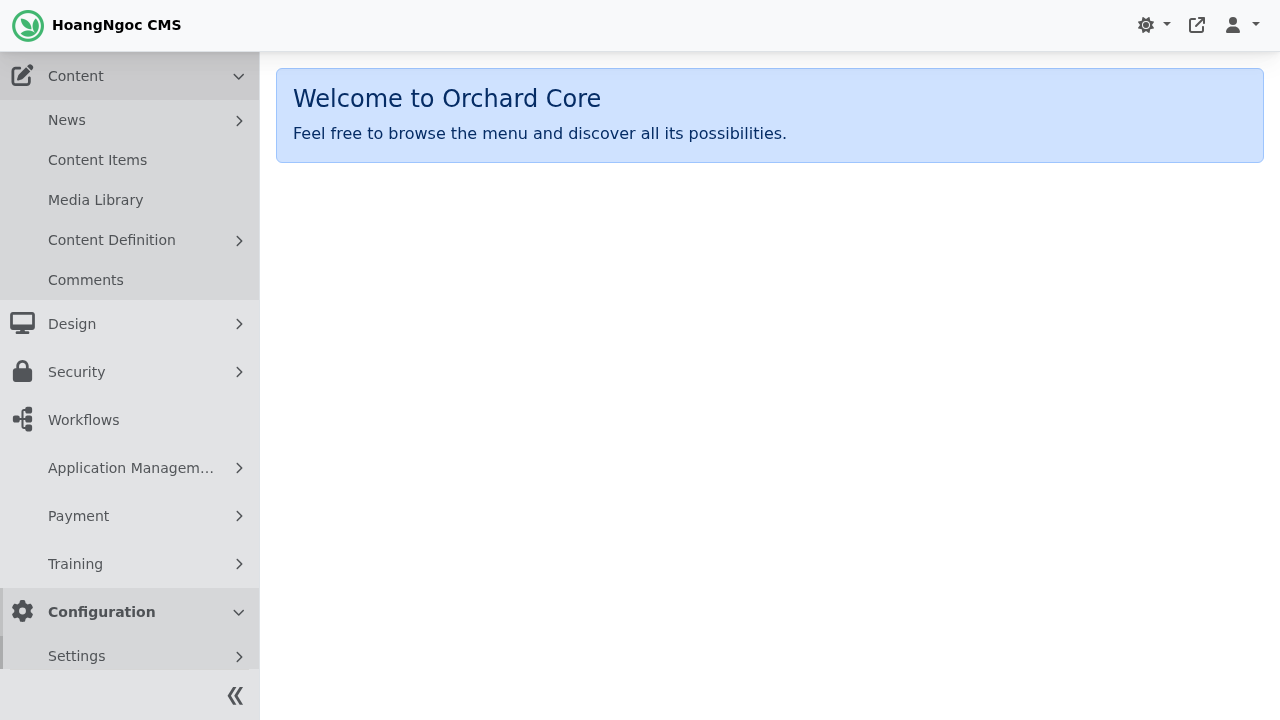 HoangNgoc CMS
Content
News
Content Items
Media Library
Content Definition
Comments
Design
Security
Workflows
Application Managem...
Payment
Training
Configuration
Settings
Welcome to Orchard Core
Feel free to browse the menu and discover all its possibilities.